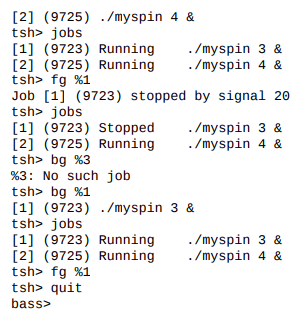 [2] (9725) ./myspin 4 &
tsh> jobs
[1] (9723) Running    ./myspin 3 &
[2] (9725) Running    ./myspin 4 &
tsh> fg %1
Job [1] (9723) stopped by signal 20
tsh> jobs
[1] (9723) Stopped    ./myspin 3 &
[2] (9725) Running    ./myspin 4 &
tsh> bg %3
%3: No such job
tsh> bg %1
[1] (9723) ./myspin 3 &
tsh> jobs
[1] (9723) Running    ./myspin 3 &
[2] (9725) Running    ./myspin 4 &
tsh> fg %1
tsh> quit
bass>